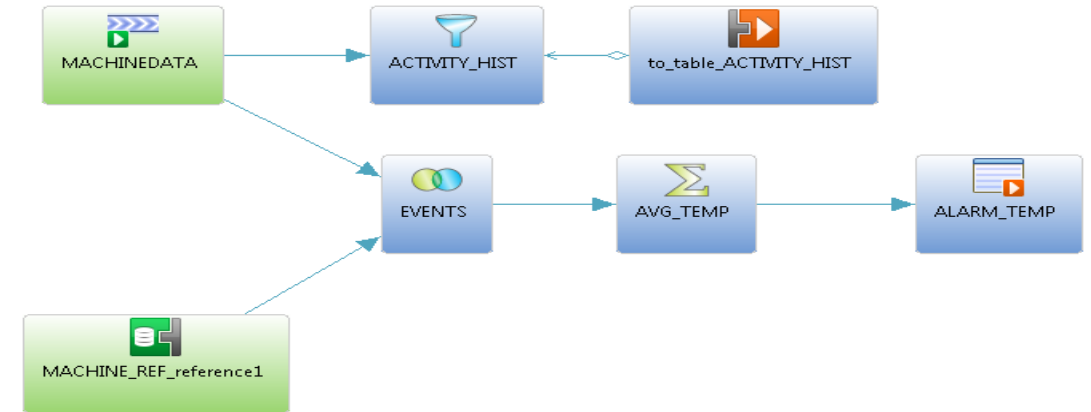 MACHINEDATA
ACTIVITY_HIST
to_table_ACTIVITY_HIST
EVENTS
AVG_TEMP
ALARM_TEMP
MACHINE_REF_reference1